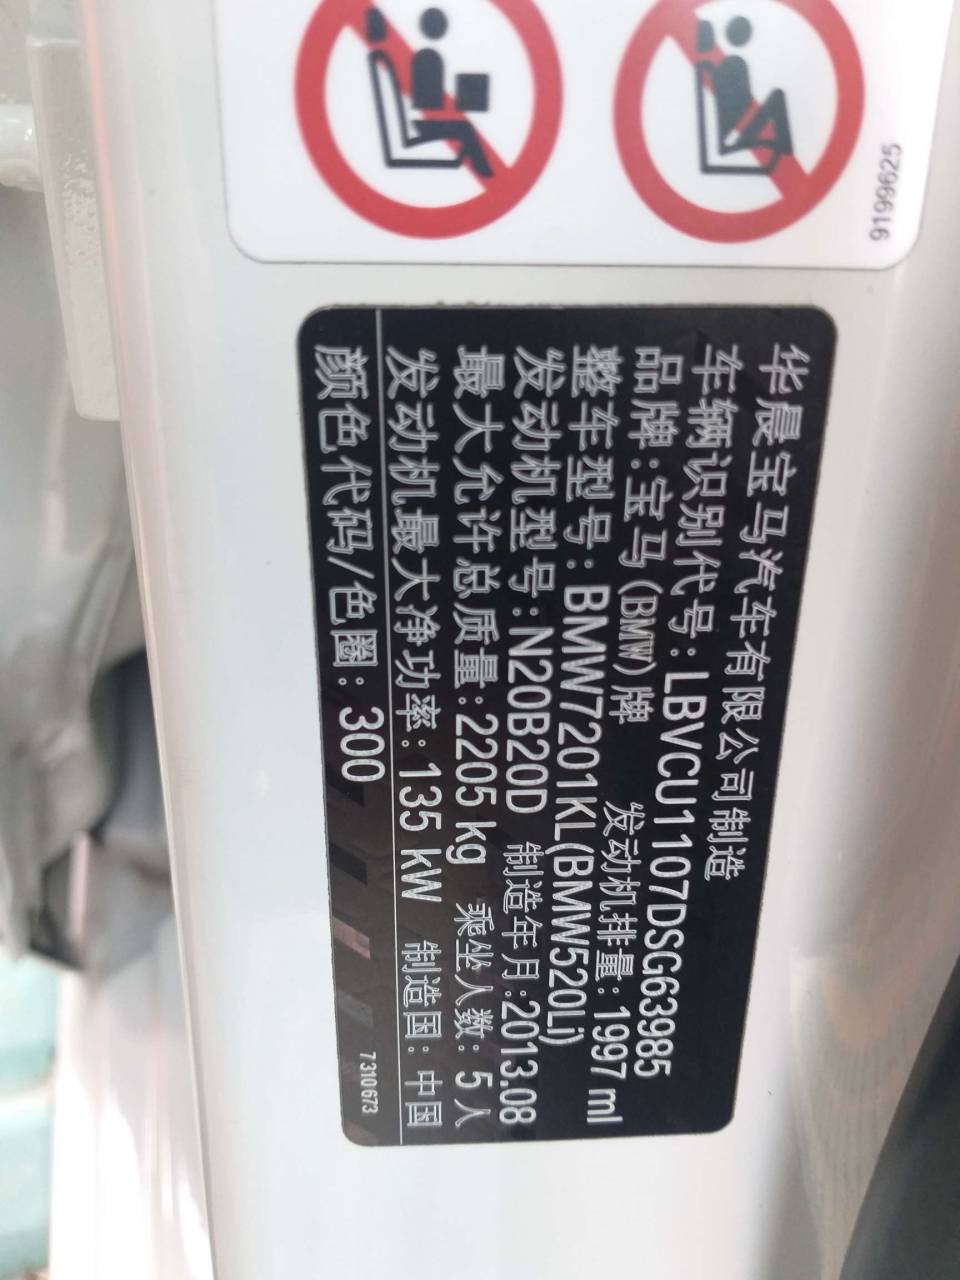 9199625
华晨宝马汽车有限公司制造
车辆识别代号:LBVCU1107DSG63985
品牌:宝马(BMW)牌 发动机排量:1997 ml
整车型号:BMW7201KL(BMW520Li)
发动机型号:N20B20D 制造年月:2013.08
最大允许总质量:2205 kg 乘坐人数:5人
发动机最大净功率:135 kW 制造国:中国
颜色代码/色圈:300
7310673